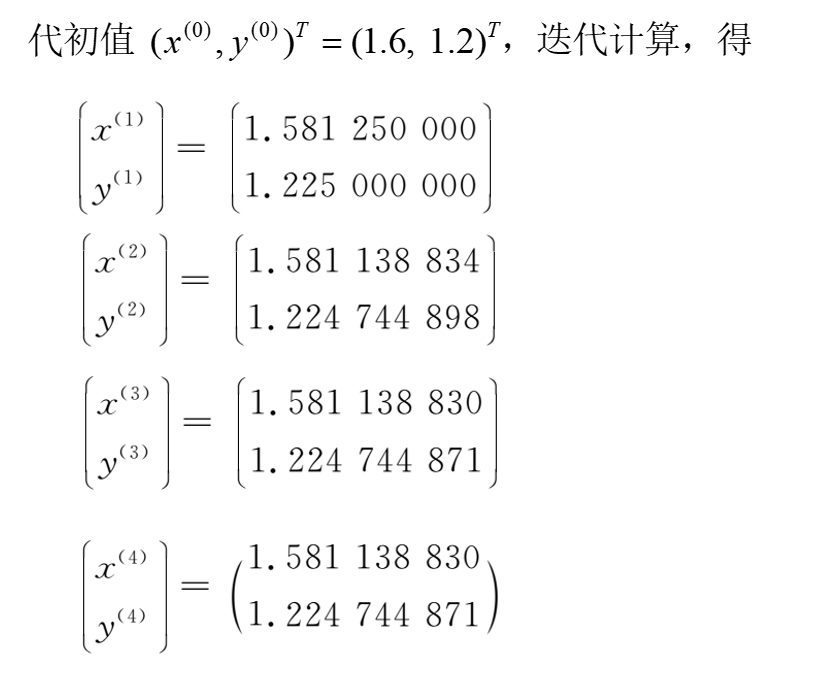 代初值 (x^(0), y^(0))^T = (1.6, 1.2)^T，迭代计算，得
x^(1) = 1.581 250 000
y^(1) 1.225 000 000
x^(2) = 1.581 138 834
y^(2) 1.224 744 898
x^(3) = 1.581 138 830
y^(3) 1.224 744 871
x^(4) = 1.581 138 830
y^(4) 1.224 744 871